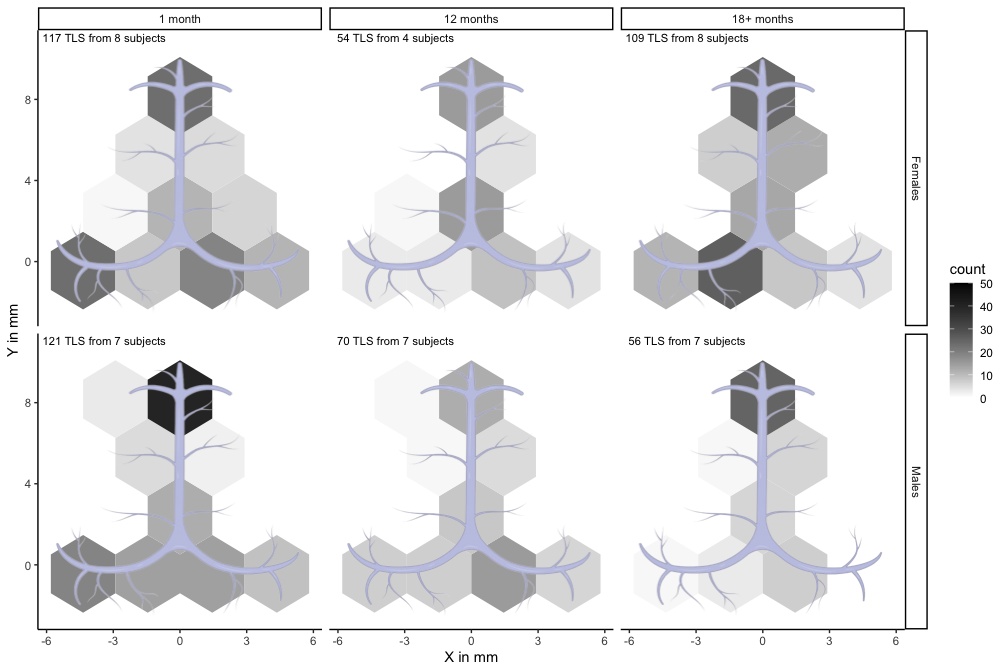 1 month
12 months
18+ months
117 TLS from 8 subjects
54 TLS from 4 subjects
109 TLS from 8 subjects
8
4
0
Females
121 TLS from 7 subjects
70 TLS from 7 subjects
56 TLS from 7 subjects
8
4
0
Males
Y in mm
-6 -3 0 3 6
-6 -3 0 3 6
-6 -3 0 3 6
X in mm
count
50
40
30
20
10
0